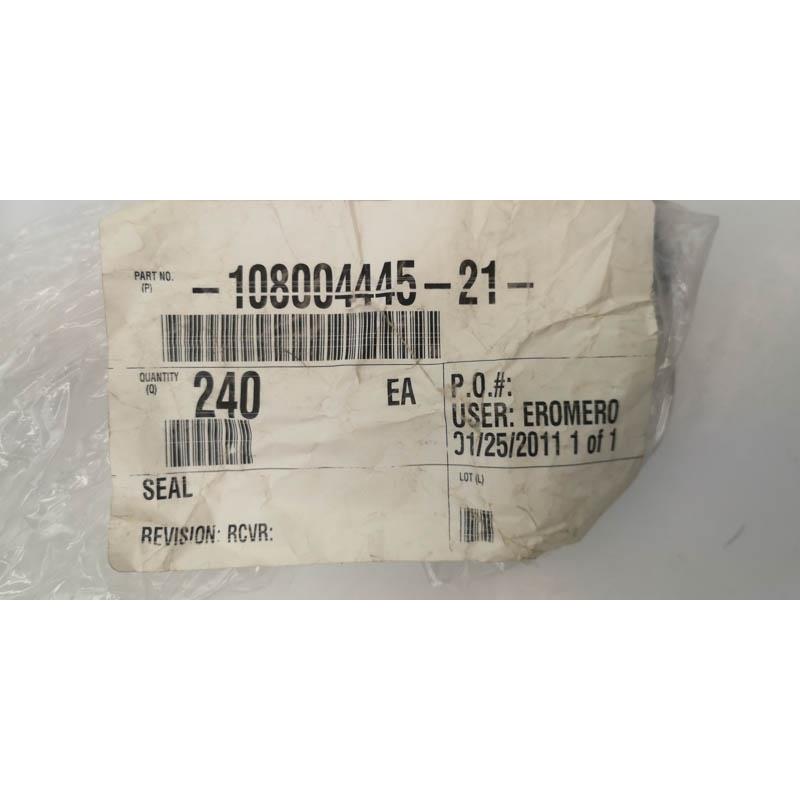 PART NO.
(P)
-108004445-21-
QUANTITY
(Q)
240
EA
P.O.#:
USER: EROMERO
01/25/2011 1 of 1
SEAL
LOT (L)
REVISION: RCVR: